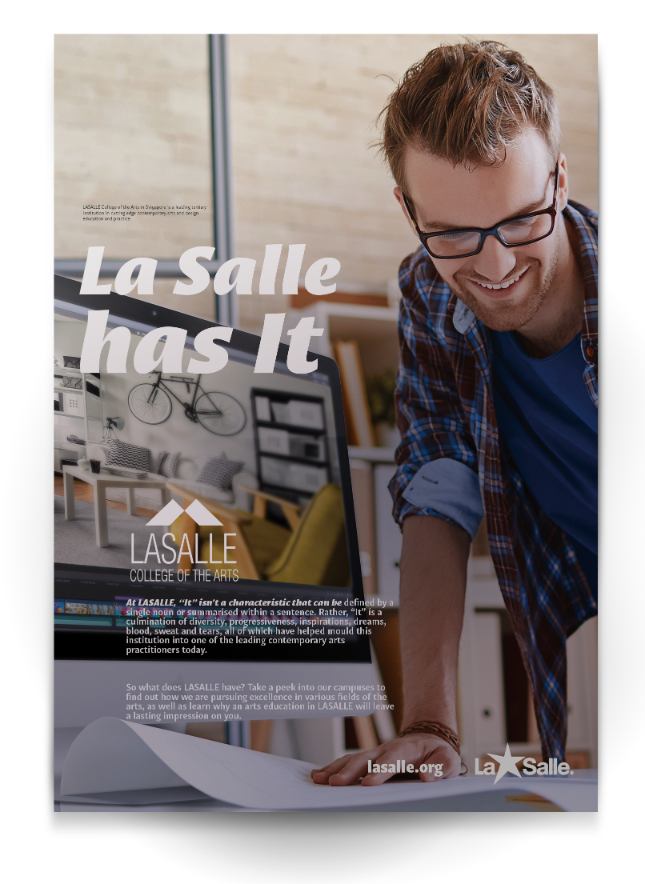 LASALLE College of the Arts in Singapore is a leading tertiary
institution in cutting edge contemporary arts and design
education and practice.
La Salle
has It
LASALLE
COLLEGE OF THE ARTS
At LASALLE, “It” isn't a characteristic that can be defined by a
single noun or summarised within a sentence. Rather, “It” is a
culmination of diversity, progressiveness, inspirations, dreams,
blood, sweat and tears, all of which have helped mould this
institution into one of the leading contemporary arts
practitioners today.
So what does LASALLE have? Take a peek into our campuses to
find out how we are pursuing excellence in various fields of the
arts, as well as learn why an arts education in LASALLE will leave
a lasting impression on you.
lasalle.org
La Salle.